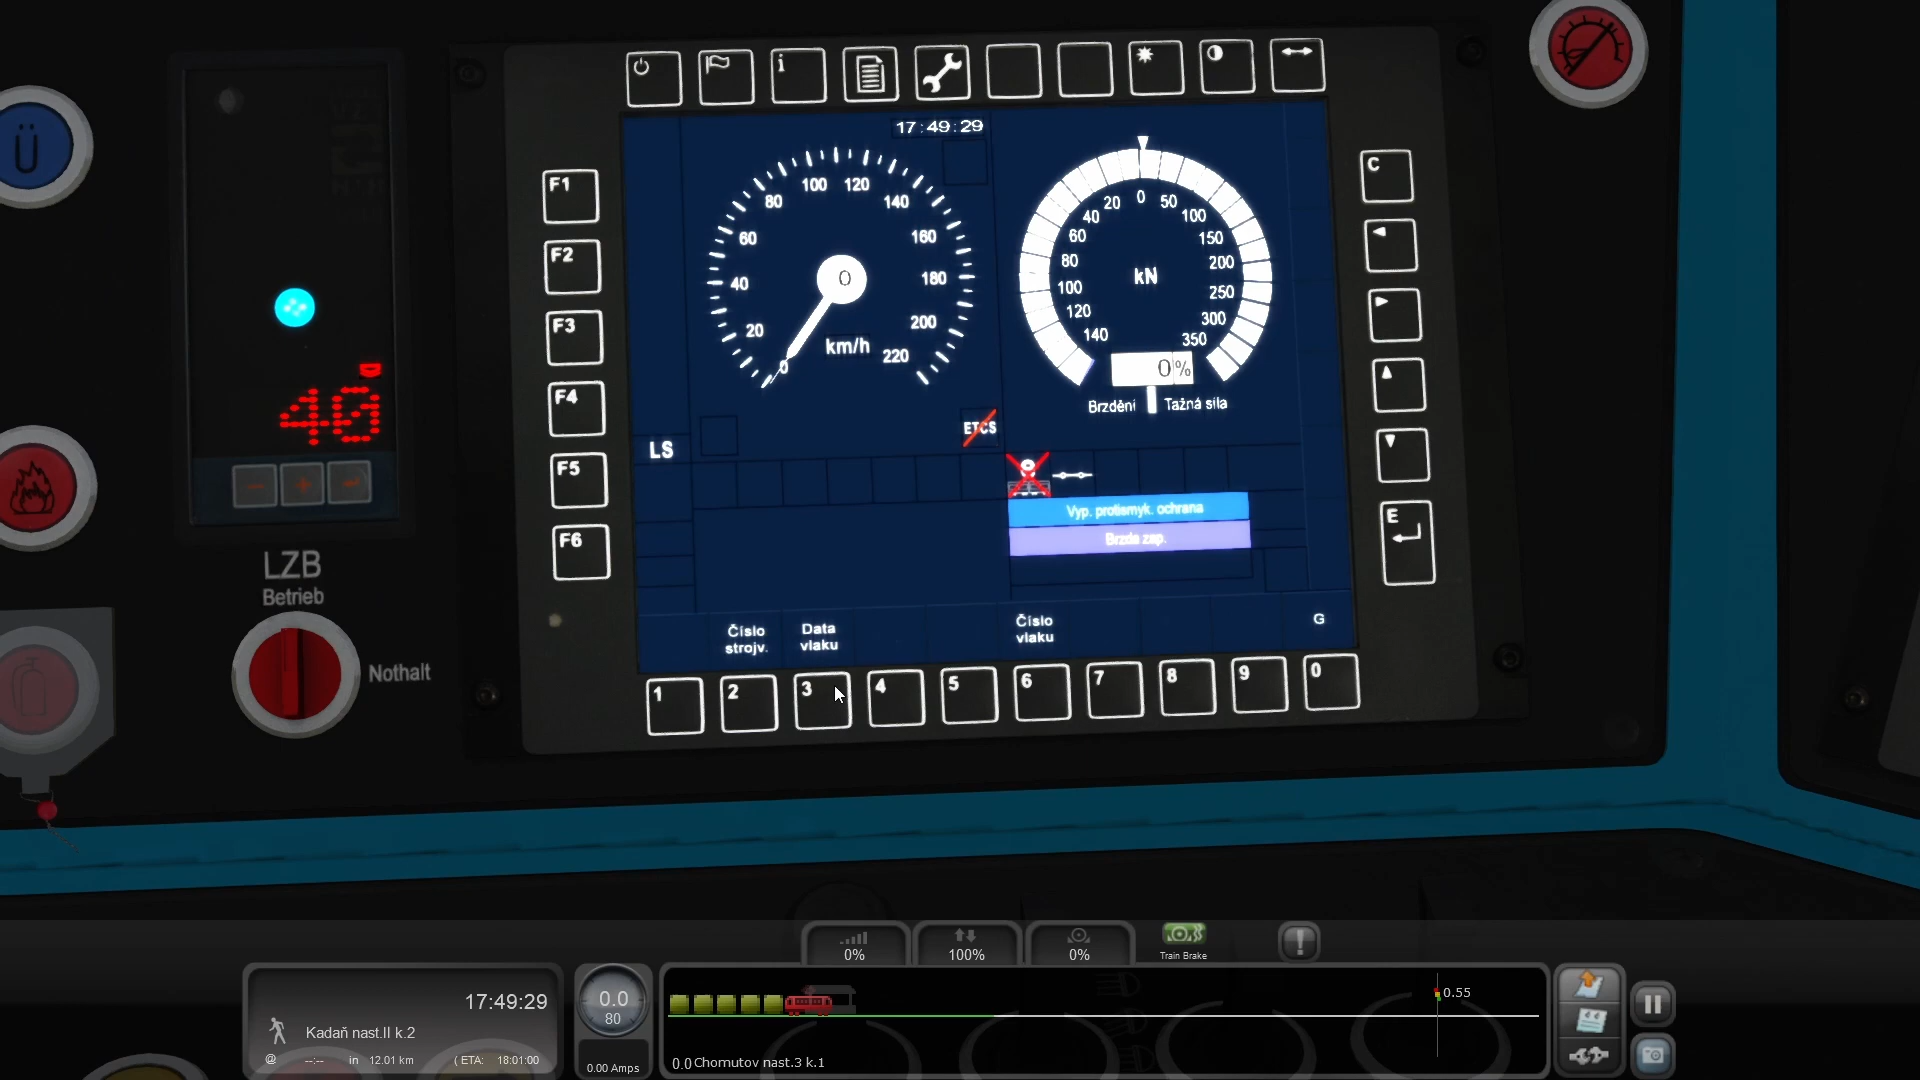 Ü
40
LZB
Betrieb
Nothalt
i
17:49:29
F1
F2
F3
F4
F5
F6
0
20
40
60
80
100
120
140
160
180
200
220
0
km/h
LS
ETCS
0
20
40
60
80
100
120
140
50
100
150
200
250
300
350
kN
0%
Brzdění
Tažná síla
Vyp. protismyk. ochrana
Brzda zap.
Číslo
strojv.
Data
vlaku
Číslo
vlaku
G
C
E
1
2
3
4
5
6
7
8
9
0
0%
100%
0%
Train Brake
17:49:29
Kadaň nast.II k.2
@ --:-- in 12.01 km ( ETA: 18:01:00
0.0
80
0.00 Amps
0.55
0.0 Chomutov nast.3 k.1